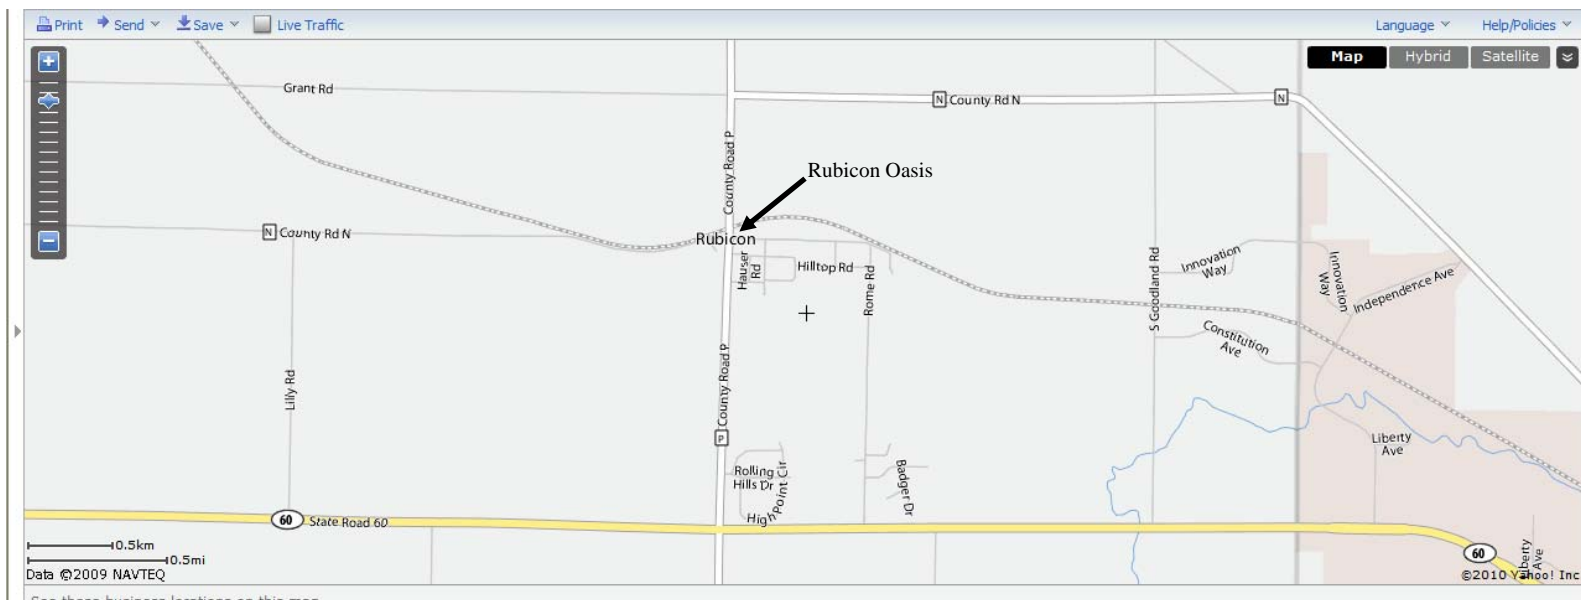 Print Send Save Live Traffic Language Help/Policies
Map Hybrid Satellite
Grant Rd
N County Rd N
N
County Road P
Rubicon Oasis
N County Rd N
Rubicon
Hauser Rd
Hilltop Rd
Rome Rd
S Goodland Rd
Innovation Way
Innovation Way
Independence Ave
Constitution Ave
Lilly Rd
County Road P
P
Liberty Ave
Rolling Hills Dr
High Point Cir
Badger Dr
60 State Road 60
60
Liberty Ave
0.5km
0.5mi
Data ©2009 NAVTEQ
©2010 Yahoo! Inc